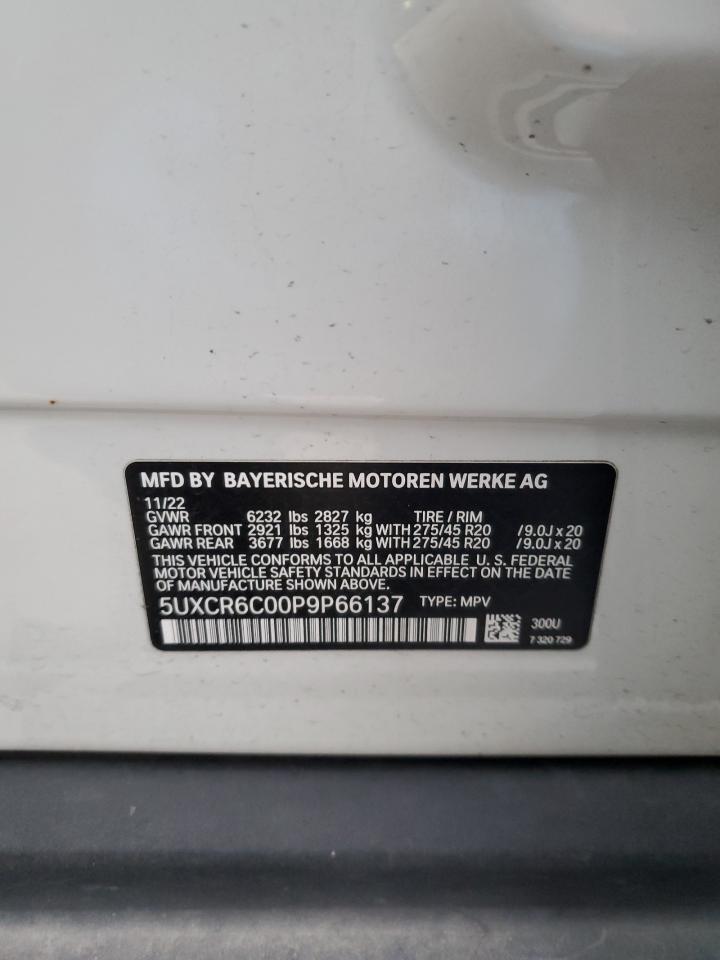 MFD BY BAYERISCHE MOTOREN WERKE AG
11/22
GVWR 6232 lbs 2827 kg TIRE / RIM
GAWR FRONT 2921 lbs 1325 kg WITH 275/45 R20 /9.0J x 20
GAWR REAR 3677 lbs 1668 kg WITH 275/45 R20 /9.0J x 20
THIS VEHICLE CONFORMS TO ALL APPLICABLE U. S. FEDERAL
MOTOR VEHICLE SAFETY STANDARDS IN EFFECT ON THE DATE OF
MANUFACTURE SHOWN ABOVE.
5UXCR6C00P9P66137 TYPE: MPV
300U
7 320 729